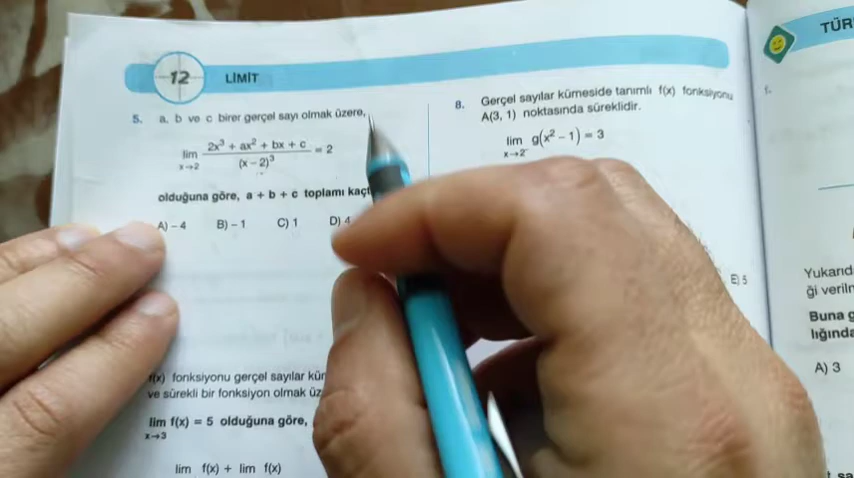 12
LİMİT
5. a, b ve c birer gerçel sayı olmak üzere,
lim x→2 (2x³ + ax² + bx + c) / (x – 2)³ = 2
olduğuna göre, a + b + c toplamı kaçt
A) – 4 B) – 1 C) 1 D) 4
f(x) fonksiyonu gerçel sayılar kür
ve sürekli bir fonksiyon olmak üz
lim x→3 f(x) = 5 olduğuna göre,
lim f(x) + lim f(x)
8. Gerçel sayılar kümeside tanımlı f(x) fonksiyonu
A(3, 1) noktasında süreklidir.
lim x→2⁻ g(x² – 1) = 3
E) 5
TÜR
Yukarıd
ği veriln
Buna g
lığında
A) 3